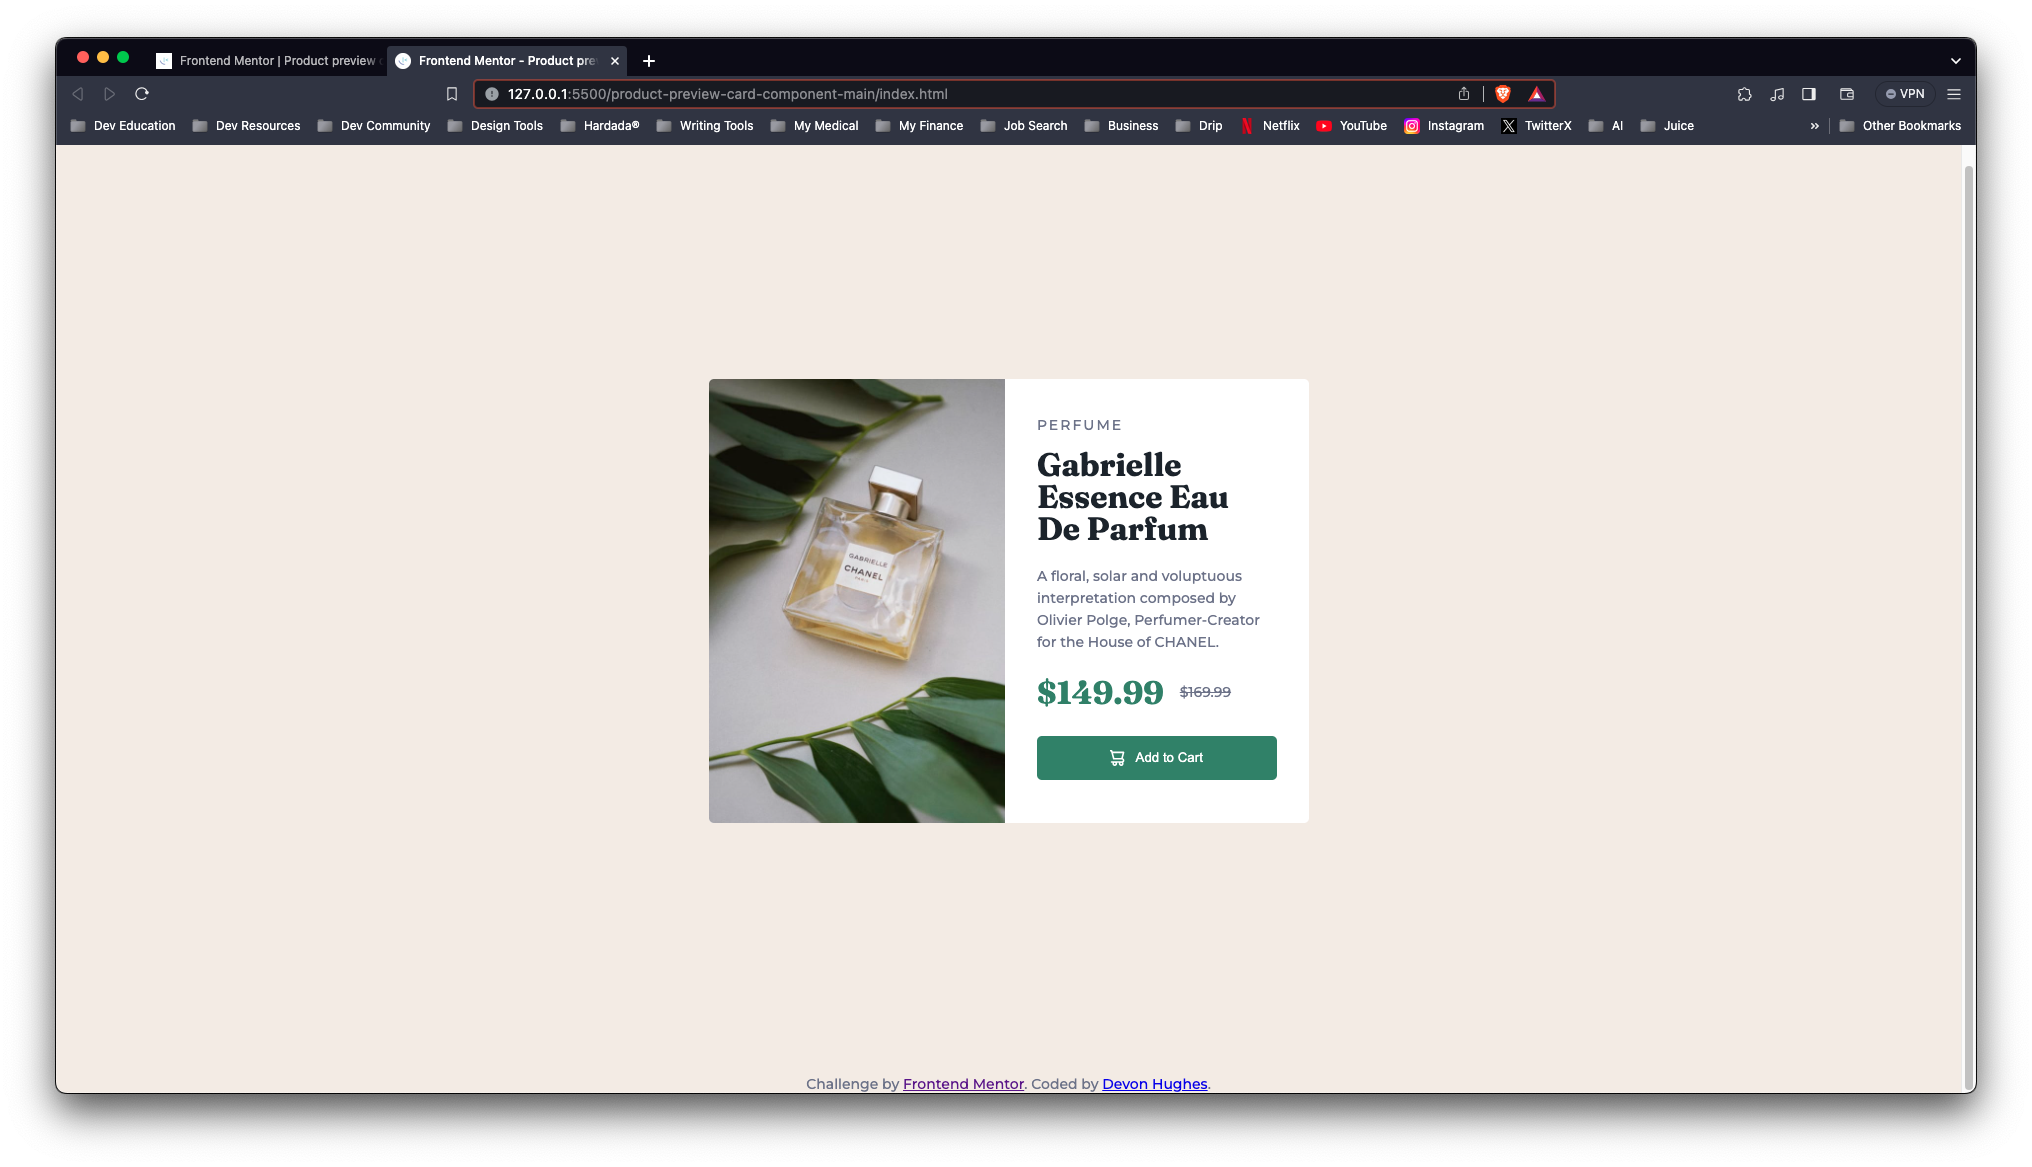 Frontend Mentor | Product preview
Frontend Mentor - Product pre
127.0.0.1:5500/product-preview-card-component-main/index.html
VPN
Dev Education
Dev Resources
Dev Community
Design Tools
Hardada®
Writing Tools
My Medical
My Finance
Job Search
Business
Drip
Netflix
YouTube
Instagram
TwitterX
AI
Juice
»
Other Bookmarks
GABRIELLE
CHANEL
PARIS
PERFUME
Gabrielle
Essence Eau
De Parfum
A floral, solar and voluptuous
interpretation composed by
Olivier Polge, Perfumer-Creator
for the House of CHANEL.
$149.99 $169.99
Add to Cart
Challenge by Frontend Mentor. Coded by Devon Hughes.